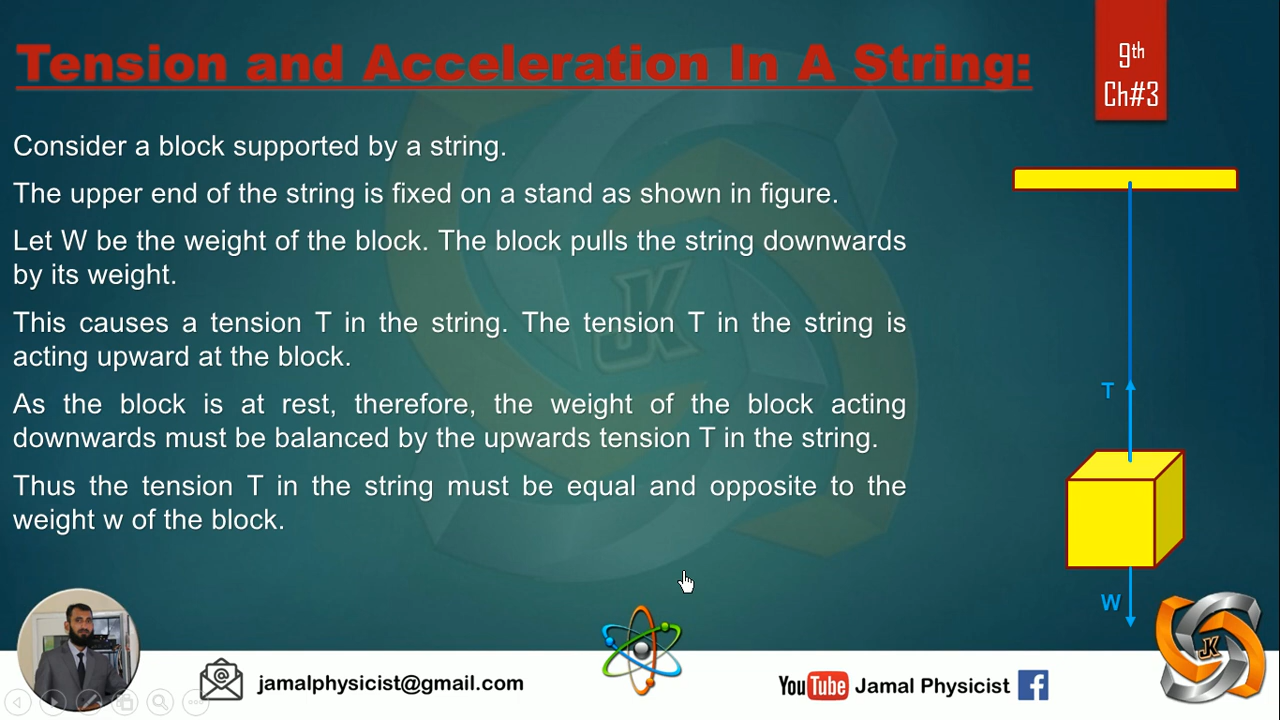 Tension and Acceleration In A String:
9th
Ch#3
Consider a block supported by a string.
The upper end of the string is fixed on a stand as shown in figure.
Let W be the weight of the block. The block pulls the string downwards
by its weight.
This causes a tension T in the string. The tension T in the string is
acting upward at the block.
As the block is at rest, therefore, the weight of the block acting
downwards must be balanced by the upwards tension T in the string.
Thus the tension T in the string must be equal and opposite to the
weight w of the block.
T
W
JK
JK
jamalphysicist@gmail.com
YouTube Jamal Physicist f